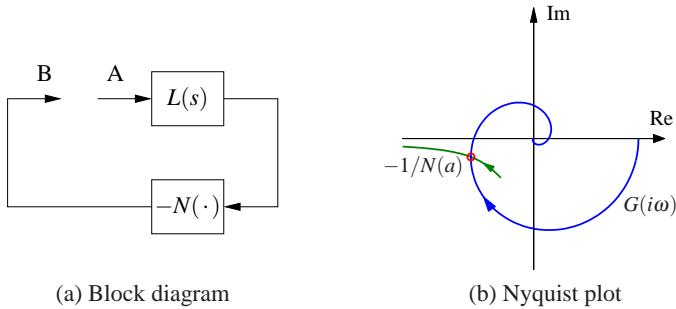 B
A
L(s)
−N(·)
(a) Block diagram
Im
Re
−1/N(a)
G(iω)
(b) Nyquist plot